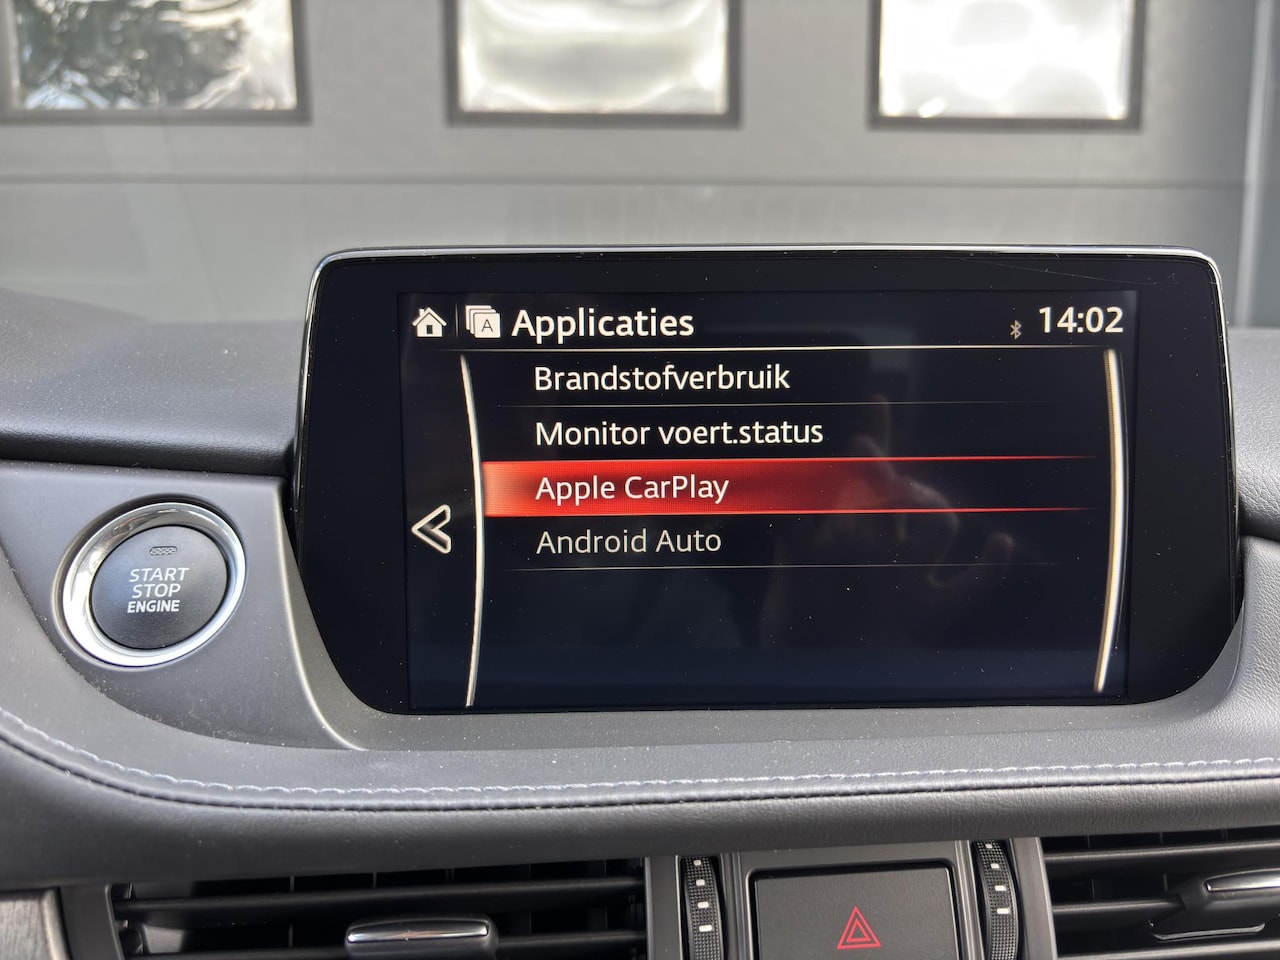 A Applicaties 14:02
Brandstofverbruik
Monitor voert.status
Apple CarPlay
Android Auto
START
STOP
ENGINE